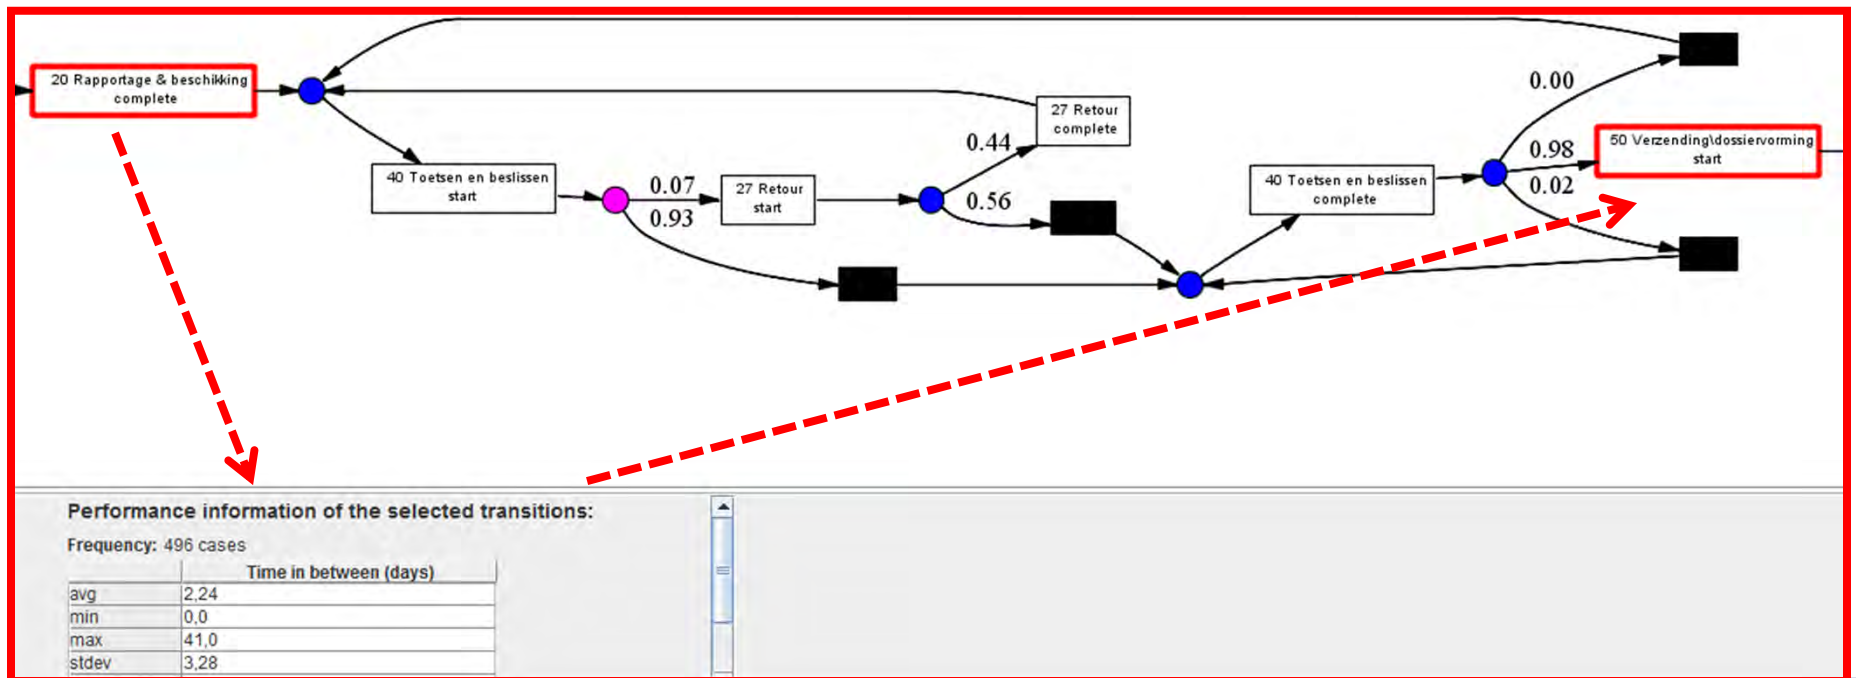 20 Rapportage & beschikking
complete
40 Toetsen en beslissen
start
0.07
0.93
27 Retour
start
0.44
0.56
27 Retour
complete
40 Toetsen en beslissen
complete
0.00
0.98
0.02
50 Verzending\dossiervorming
start
Performance information of the selected transitions:
Frequency: 496 cases
Time in between (days)
avg 2,24
min 0,0
max 41,0
stdev 3,28